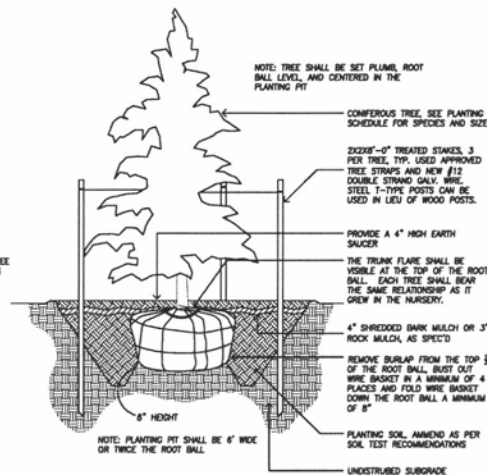 NOTE: TREE SHALL BE SET PLUMB, ROOT
BALL LEVEL, AND CENTERED IN THE
PLANTING PIT
CONIFEROUS TREE, SEE PLANTING
SCHEDULE FOR SPECIES AND SIZE
2X2X8'-0" TREATED STAKES, 3
PER TREE, TYP. USED APPROVED
TREE STRAPS AND NEW #12
DOUBLE STRAND GALV. WIRE.
STEEL T-TYPE POSTS CAN BE
USED IN LIEU OF WOOD POSTS.
PROVIDE A 4" HIGH EARTH
SAUCER
THE TRUNK FLARE SHALL BE
VISIBLE AT THE TOP OF THE ROOT
BALL. EACH TREE SHALL BEAR
THE SAME RELATIONSHIP AS IT
GREW IN THE NURSERY.
4" SHREDDED BARK MULCH OR 3"
ROCK MULCH, AS SPEC'D
REMOVE BURLAP FROM THE TOP
OF THE ROOT BALL, BUST OUT
WIRE BASKET IN A MINIMUM OF 4
PLACES AND FOLD WIRE BASKET
DOWN THE ROOT BALL A MINIMUM
OF 8"
PLANTING SOIL, AMMEND AS PER
SOIL TEST RECOMMENDATIONS
UNDISTRUBED SUBGRADE
6" HEIGHT
NOTE: PLANTING PIT SHALL BE 6' WIDE
OR TWICE THE ROOT BALL